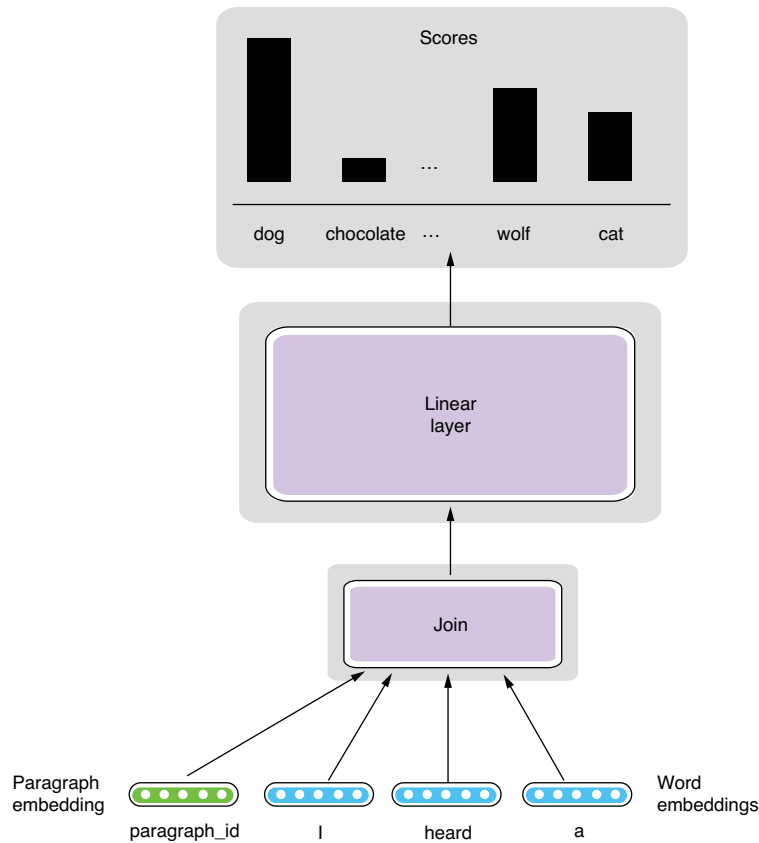 Scores
...
dog chocolate ... wolf cat
Linear
layer
Join
Paragraph
embedding
Word
embeddings
paragraph_id I heard a